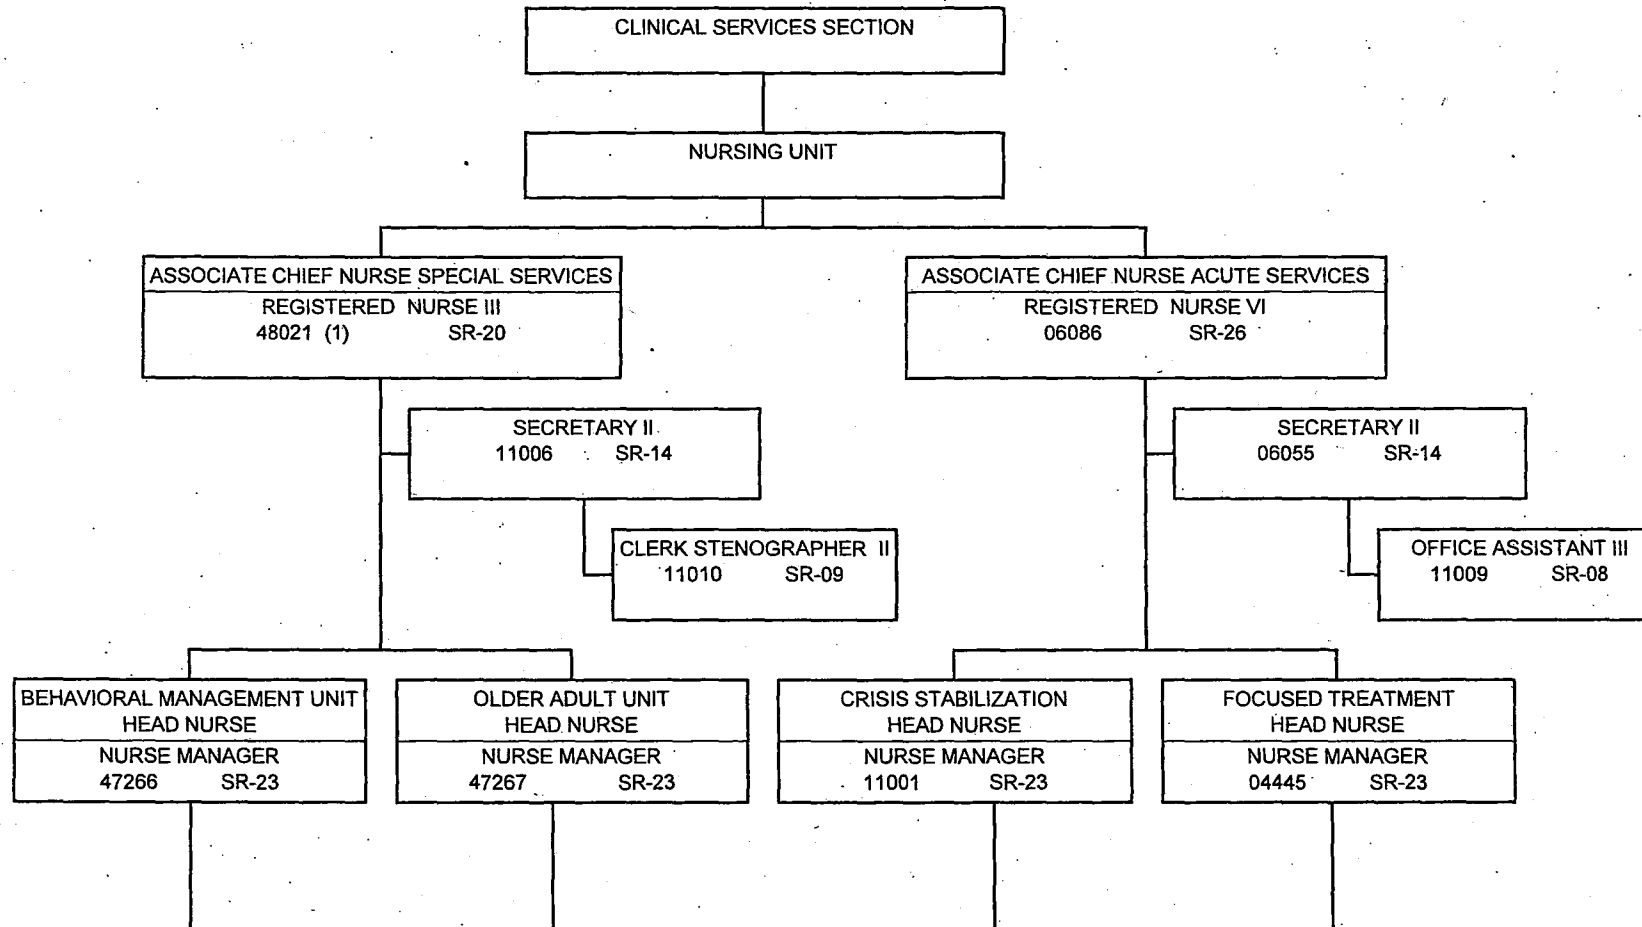 CLINICAL SERVICES SECTION
NURSING UNIT
ASSOCIATE CHIEF NURSE SPECIAL SERVICES
REGISTERED NURSE III
48021 (1) SR-20
ASSOCIATE CHIEF NURSE ACUTE SERVICES
REGISTERED NURSE VI
06086 SR-26
SECRETARY II
11006 SR-14
SECRETARY II
06055 SR-14
CLERK STENOGRAPHER II
11010 SR-09
OFFICE ASSISTANT III
11009 SR-08
BEHAVIORAL MANAGEMENT UNIT
HEAD NURSE
NURSE MANAGER
47266 SR-23
OLDER ADULT UNIT
HEAD NURSE
NURSE MANAGER
47267 SR-23
CRISIS STABILIZATION
HEAD NURSE
NURSE MANAGER
11001 SR-23
FOCUSED TREATMENT
HEAD NURSE
NURSE MANAGER
04445 SR-23